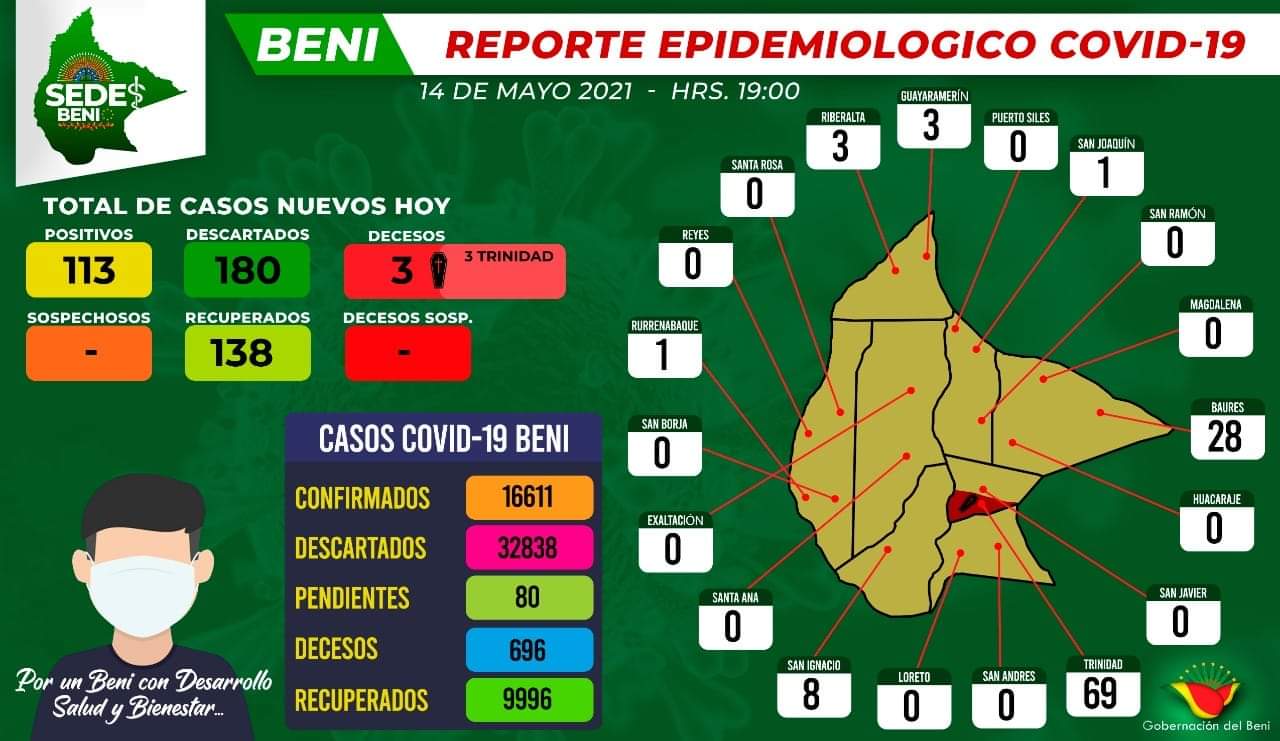 SEDES
BENI
BENI
REPORTE EPIDEMIOLOGICO COVID-19
14 DE MAYO 2021 - HRS. 19:00
TOTAL DE CASOS NUEVOS HOY
POSITIVOS
113
DESCARTADOS
180
DECESOS
3
3 TRINIDAD
SOSPECHOSOS
-
RECUPERADOS
138
DECESOS SOSP.
-
CASOS COVID-19 BENI
CONFIRMADOS 16611
DESCARTADOS 32838
PENDIENTES 80
DECESOS 696
RECUPERADOS 9996
Por un Beni con Desarrollo
Salud y Bienestar...
GUAYARAMERÍN
3
RIBERALTA
3
PUERTO SILES
0
SAN JOAQUÍN
1
SANTA ROSA
0
SAN RAMÓN
0
REYES
0
MAGDALENA
0
RURRENABAQUE
1
BAURES
28
SAN BORJA
0
HUACARAJE
0
EXALTACIÓN
0
SAN JAVIER
0
SANTA ANA
0
SAN IGNACIO
8
LORETO
0
SAN ANDRES
0
TRINIDAD
69
Gobernación del Beni